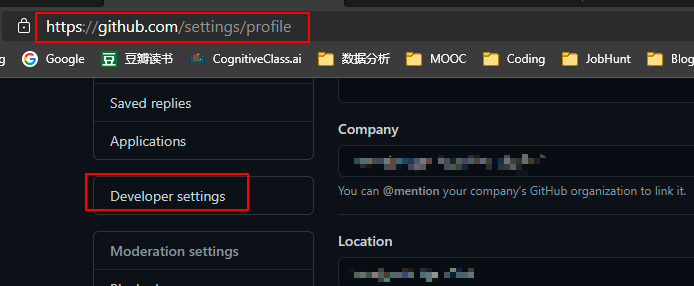 https://github.com/settings/profile
Google 豆 豆瓣读书 CognitiveClass.ai 数据分析 MOOC Coding JobHunt Blog
Saved replies
Applications
Developer settings
Moderation settings
Company
You can @mention your company's GitHub organization to link it.
Location